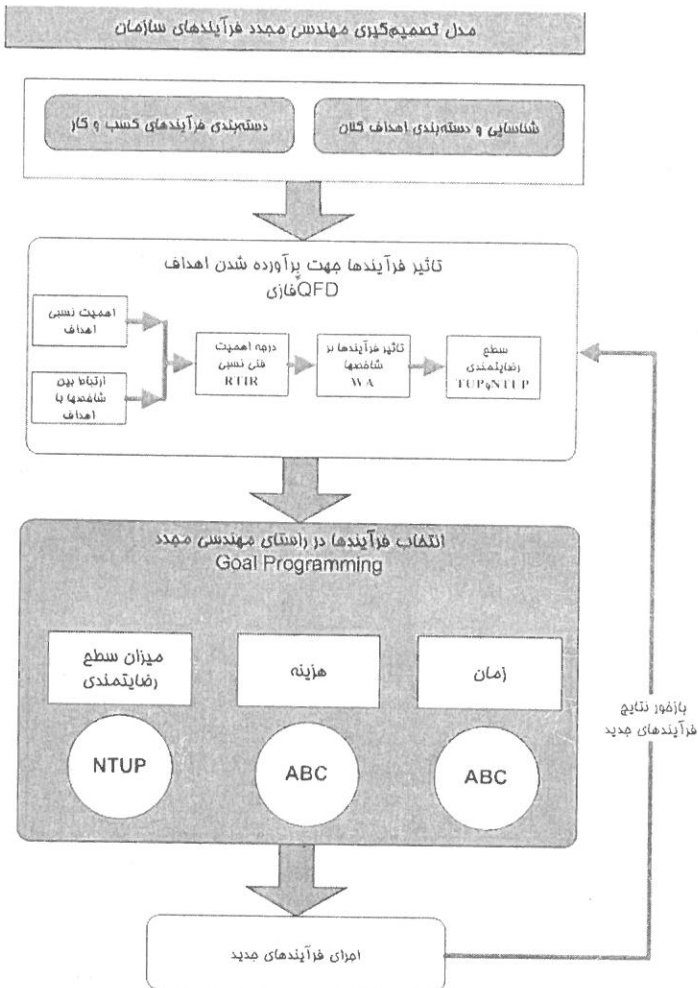 مدل تصمیم‌گیری مهندسی مجدد فرآیندهای سازمان
شناسایی و دسته‌بندی اهداف کلان
دسته‌بندی فرآیندهای کسب و کار
تاثیر فرآیندها جهت برآورده شدن اهداف
QFDفازی
اهمیت نسبی
اهداف
ارتباط بین
شاخصها با
اهداف
درجه اهمیت
فنی نسبی
RTIR
تاثیر فرآیندها بر
شاخصها
WA
سطح
رضایتمندی
TUPوNTUP
انتخاب فرآیندها در راستای مهندسی مجدد
Goal Programming
زمان
ABC
هزینه
ABC
میزان سطح
رضایتمندی
NTUP
بازخور نتایج
فرآیندهای جدید
اجرای فرآیندهای جدید